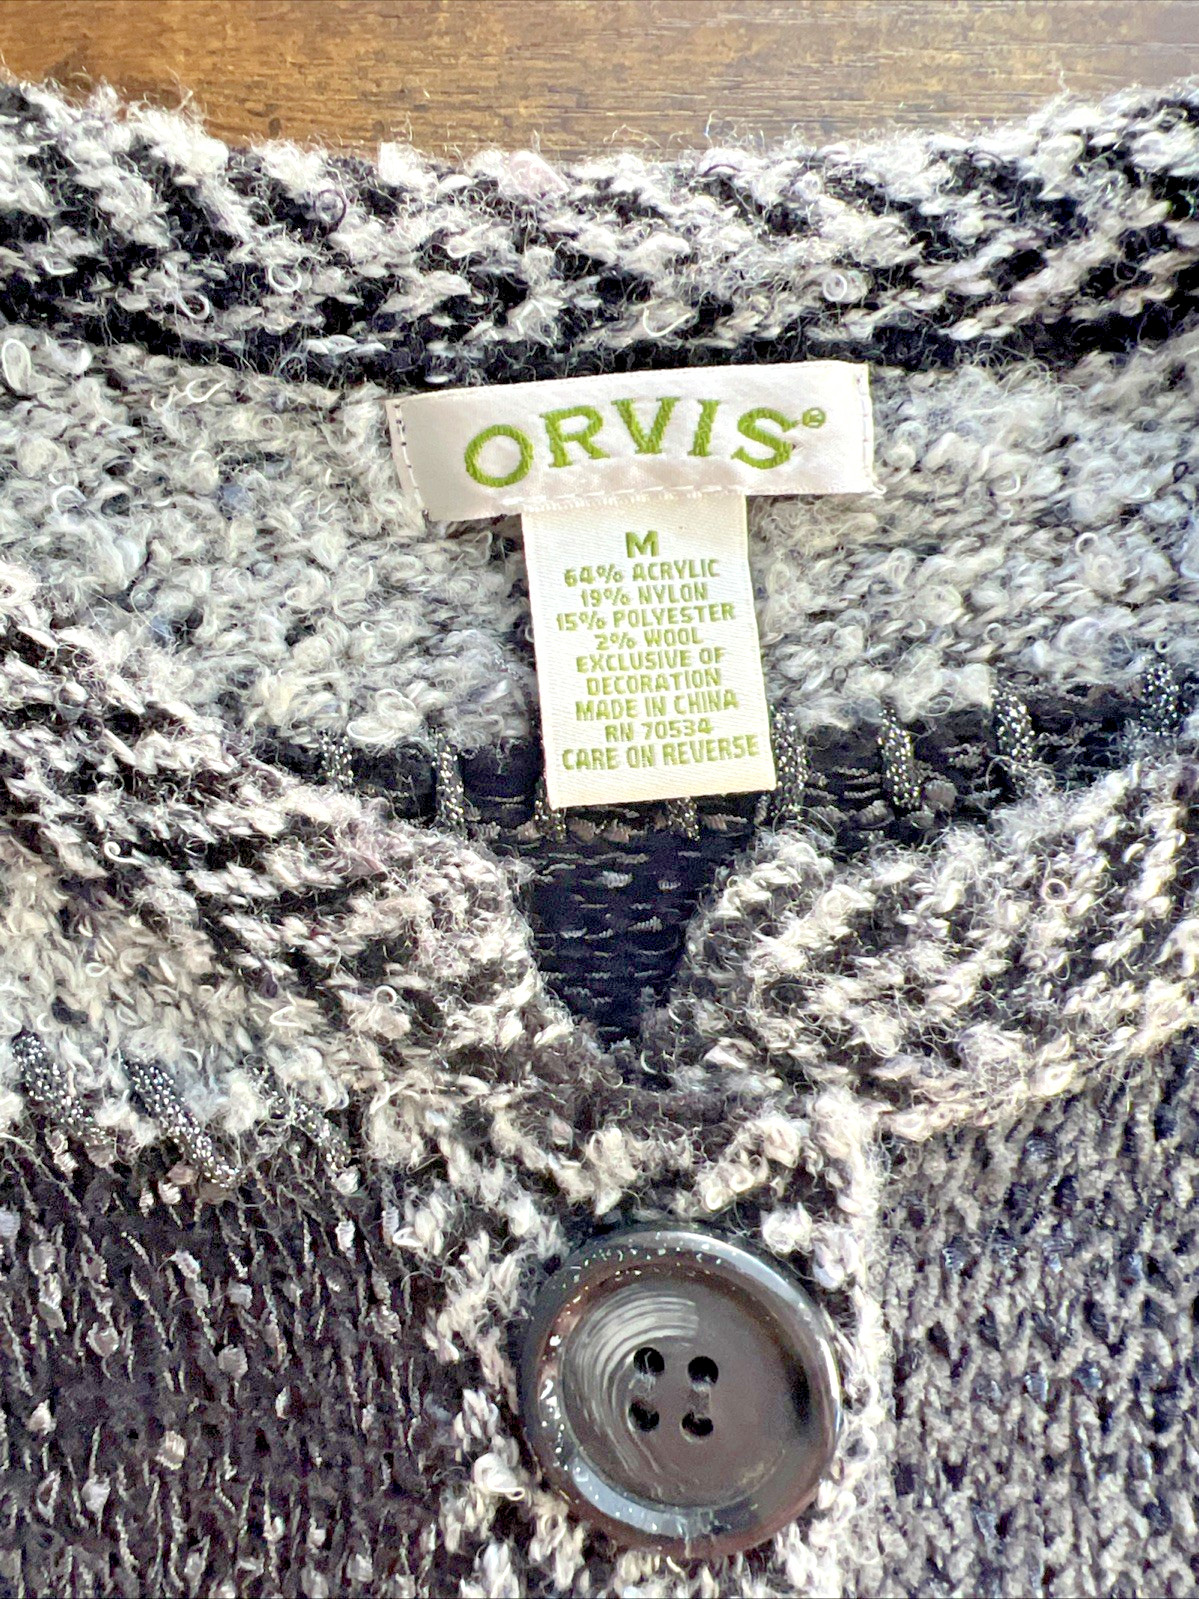 ORVIS®
M
64% ACRYLIC
19% NYLON
15% POLYESTER
2% WOOL
EXCLUSIVE OF
DECORATION
MADE IN CHINA
RN 70534
CARE ON REVERSE